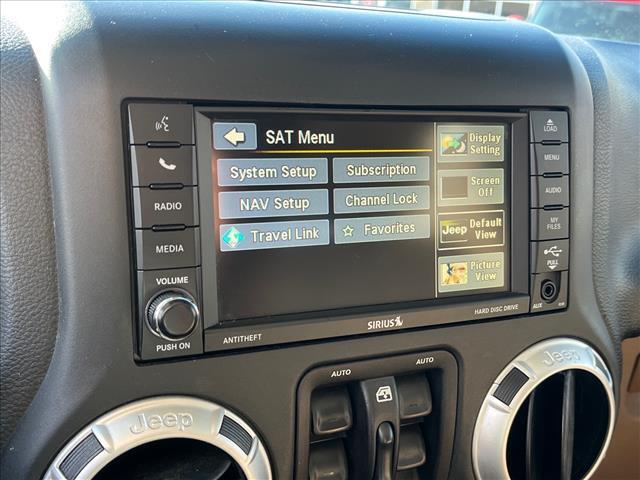 SAT Menu
System Setup
Subscription
NAV Setup
Channel Lock
Travel Link
Favorites
Display
Setting
Screen
Off
Jeep
Default
View
Picture
View
RADIO
MEDIA
VOLUME
PUSH ON
LOAD
MENU
AUDIO
MY
FILES
PULL
AUX
ANTITHEFT
SIRIUS
HARD DISC DRIVE
AUTO
AUTO
Jeep
Jeep